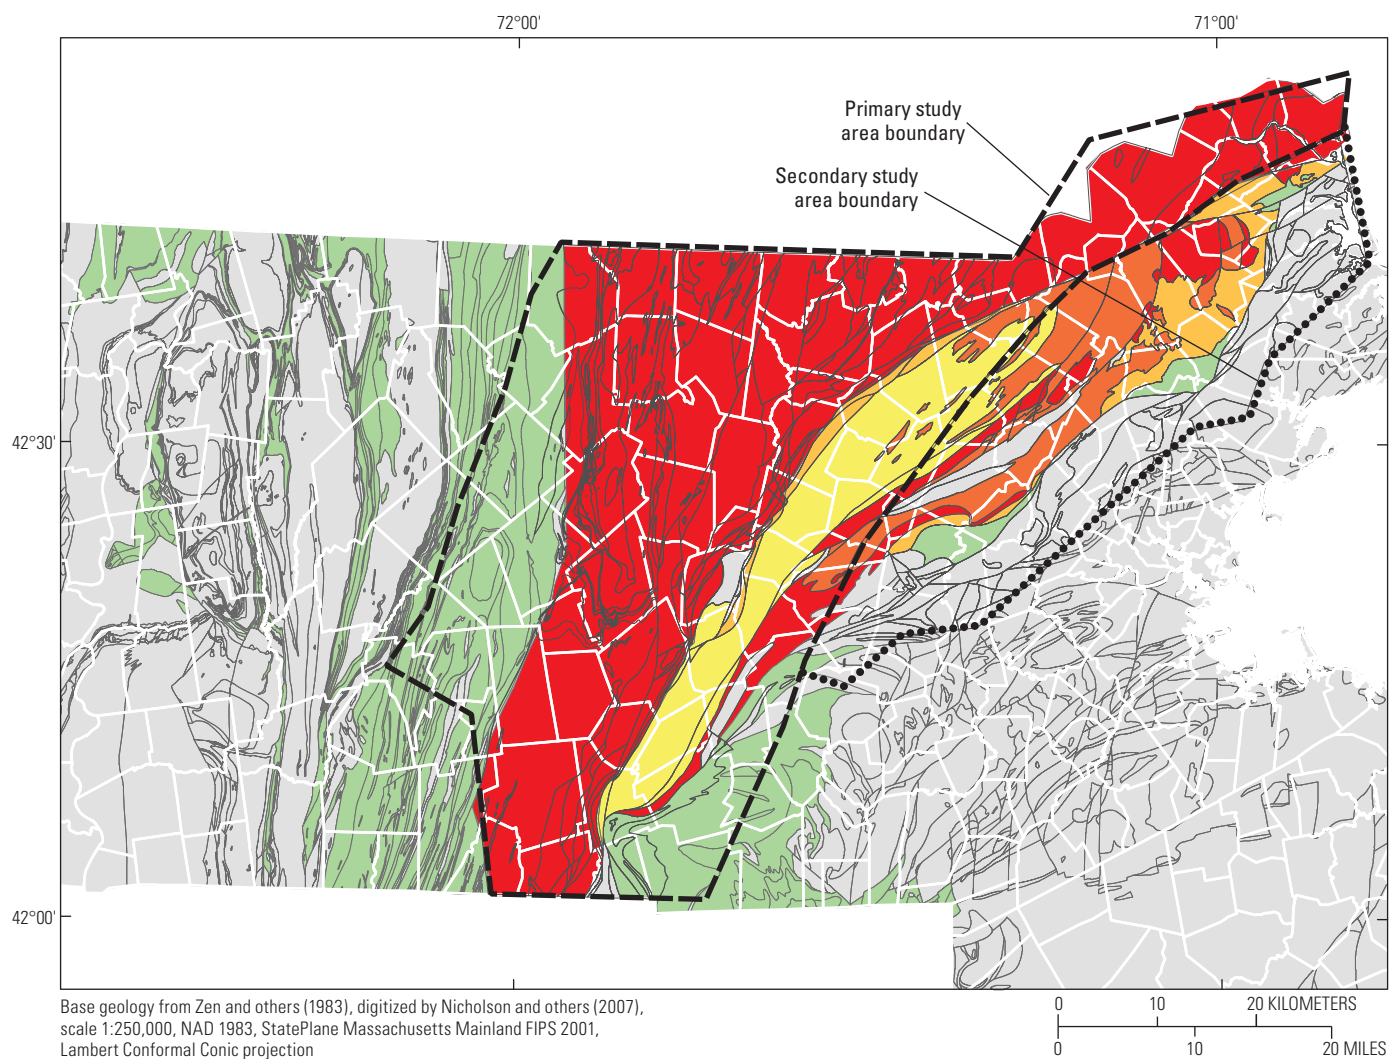 72°00'
71°00'
Primary study
area boundary
Secondary study
area boundary
42°30'
42°00'
Base geology from Zen and others (1983), digitized by Nicholson and others (2007),
scale 1:250,000, NAD 1983, StatePlane Massachusetts Mainland FIPS 2001,
Lambert Conformal Conic projection
0 10 20 KILOMETERS
0 10 20 MILES